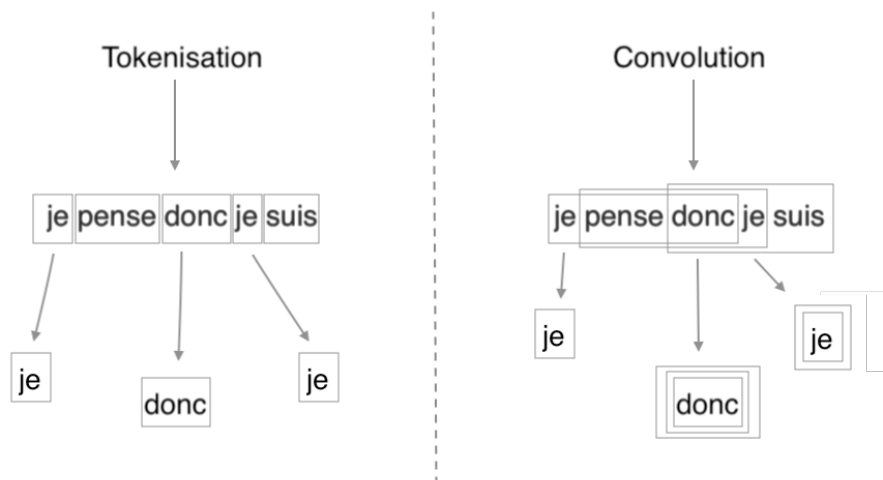 Tokenisation
je pense donc je suis
je
donc
je
Convolution
je pense donc je suis
je
donc
je